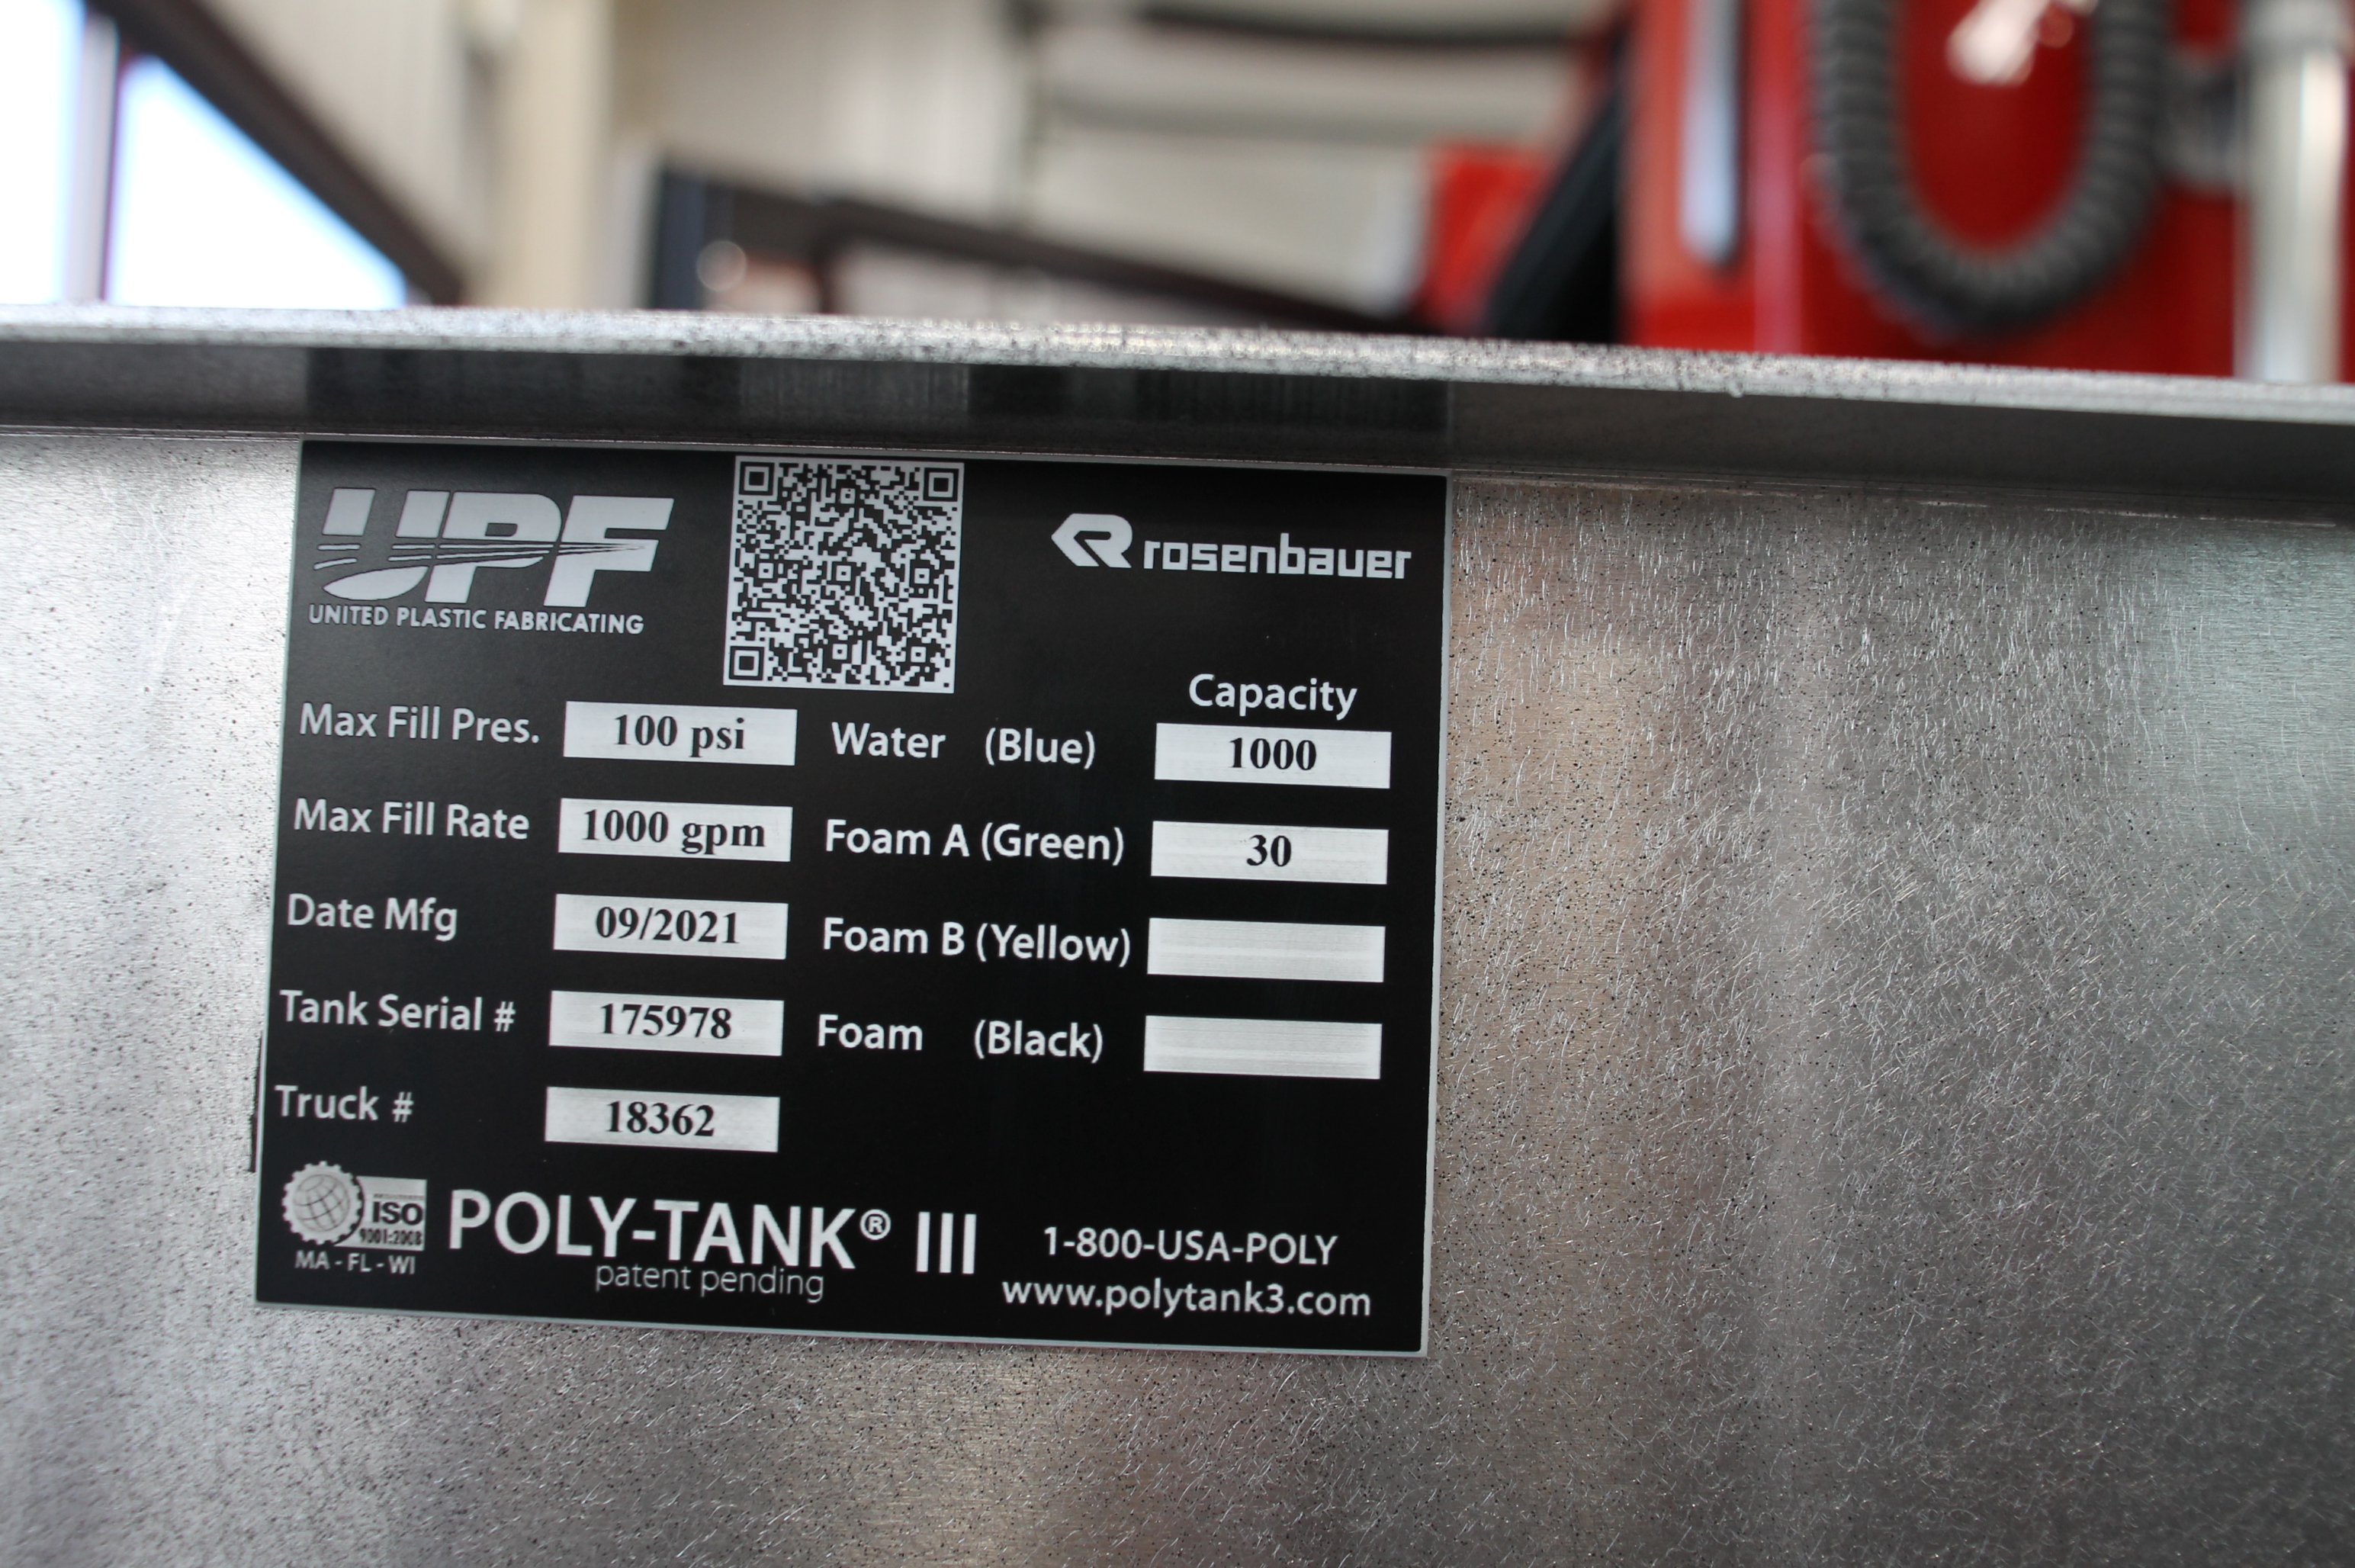 UPF
UNITED PLASTIC FABRICATING
rosenbauer
Capacity
Max Fill Pres. 100 psi Water (Blue) 1000
Max Fill Rate 1000 gpm Foam A (Green) 30
Date Mfg 09/2021 Foam B (Yellow)
Tank Serial # 175978 Foam (Black)
Truck # 18362
ISO
9001:2008
MA - FL - WI
POLY-TANK® III
patent pending
1-800-USA-POLY
www.polytank3.com